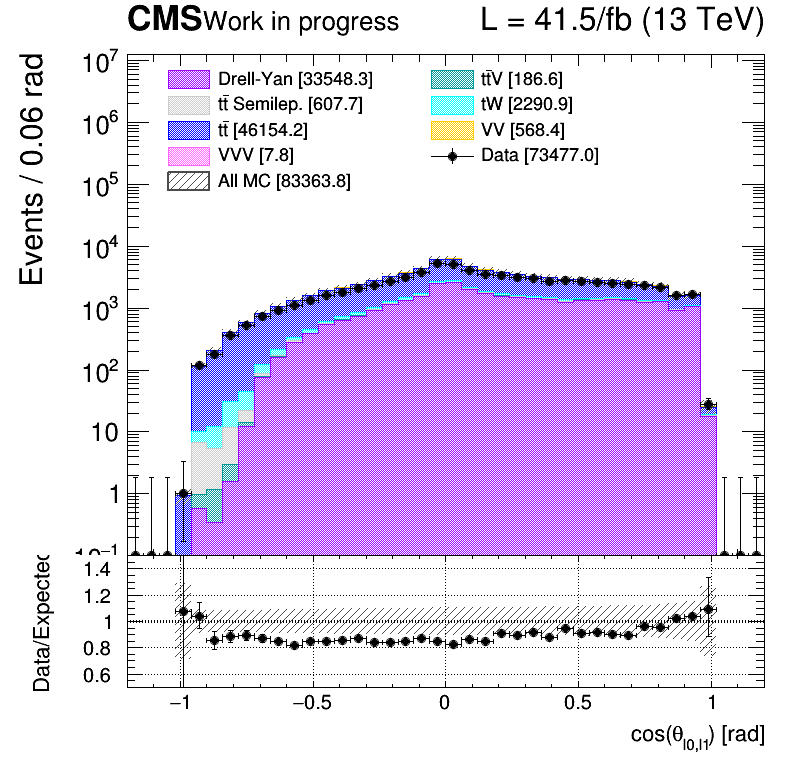 CMS Work in progress L = 41.5/fb (13 TeV)
Events / 0.06 rad
10⁷
10⁶
10⁵
10⁴
10³
10²
10
1
10⁻¹
Drell-Yan [33548.3]
tt̄ Semilep. [607.7]
tt̄ [46154.2]
VVV [7.8]
All MC [83363.8]
tt̄V [186.6]
tW [2290.9]
VV [568.4]
Data [73477.0]
Data/Expected
1.4
1.2
1
0.8
0.6
−1 −0.5 0 0.5 1
cos(θ_l0,l1) [rad]